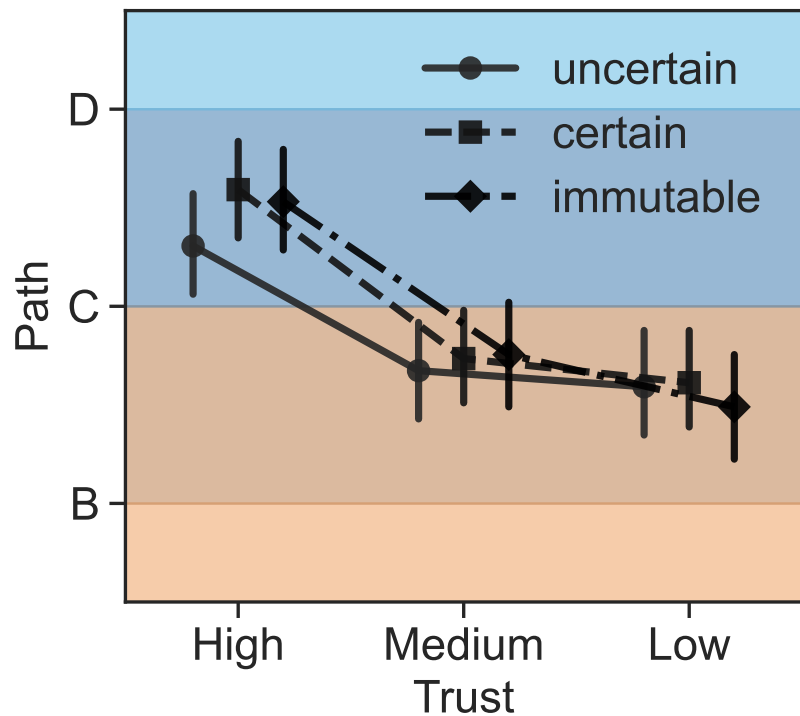 uncertain
certain
immutable
D
C
B
Path
High
Medium
Low
Trust